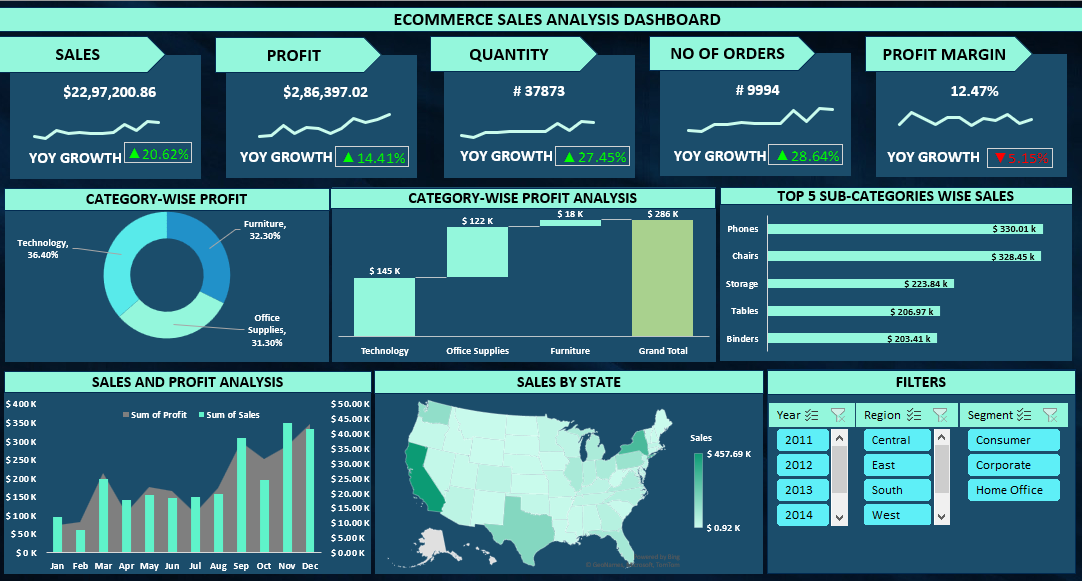 ECOMMERCE SALES ANALYSIS DASHBOARD
SALES
$22,97,200.86
YOY GROWTH ▲20.62%
PROFIT
$2,86,397.02
YOY GROWTH ▲14.41%
QUANTITY
# 37873
YOY GROWTH ▲27.45%
NO OF ORDERS
# 9994
YOY GROWTH ▲28.64%
PROFIT MARGIN
12.47%
YOY GROWTH ▼5.15%
CATEGORY-WISE PROFIT
Technology,
36.40%
Furniture,
32.30%
Office
Supplies,
31.30%
CATEGORY-WISE PROFIT ANALYSIS
$ 145 K
$ 122 K
$ 18 K
$ 286 K
Technology
Office Supplies
Furniture
Grand Total
TOP 5 SUB-CATEGORIES WISE SALES
Phones
$ 330.01 k
Chairs
$ 328.45 k
Storage
$ 223.84 k
Tables
$ 206.97 k
Binders
$ 203.41 k
SALES AND PROFIT ANALYSIS
Sum of Profit
Sum of Sales
$ 400 K
$ 350 K
$ 300 K
$ 250 K
$ 200 K
$ 150 K
$ 100 K
$ 50 K
$ 0 K
$50.00 K
$45.00 K
$40.00 K
$35.00 K
$30.00 K
$25.00 K
$20.00 K
$15.00 K
$10.00 K
$5.00 K
$0.00 K
Jan Feb Mar Apr May Jun Jul Aug Sep Oct Nov Dec
SALES BY STATE
Sales
$ 457.69 K
$ 0.92 K
Powered by Bing
© GeoNames, Microsoft, TomTom
FILTERS
Year
2011
2012
2013
2014
Region
Central
East
South
West
Segment
Consumer
Corporate
Home Office